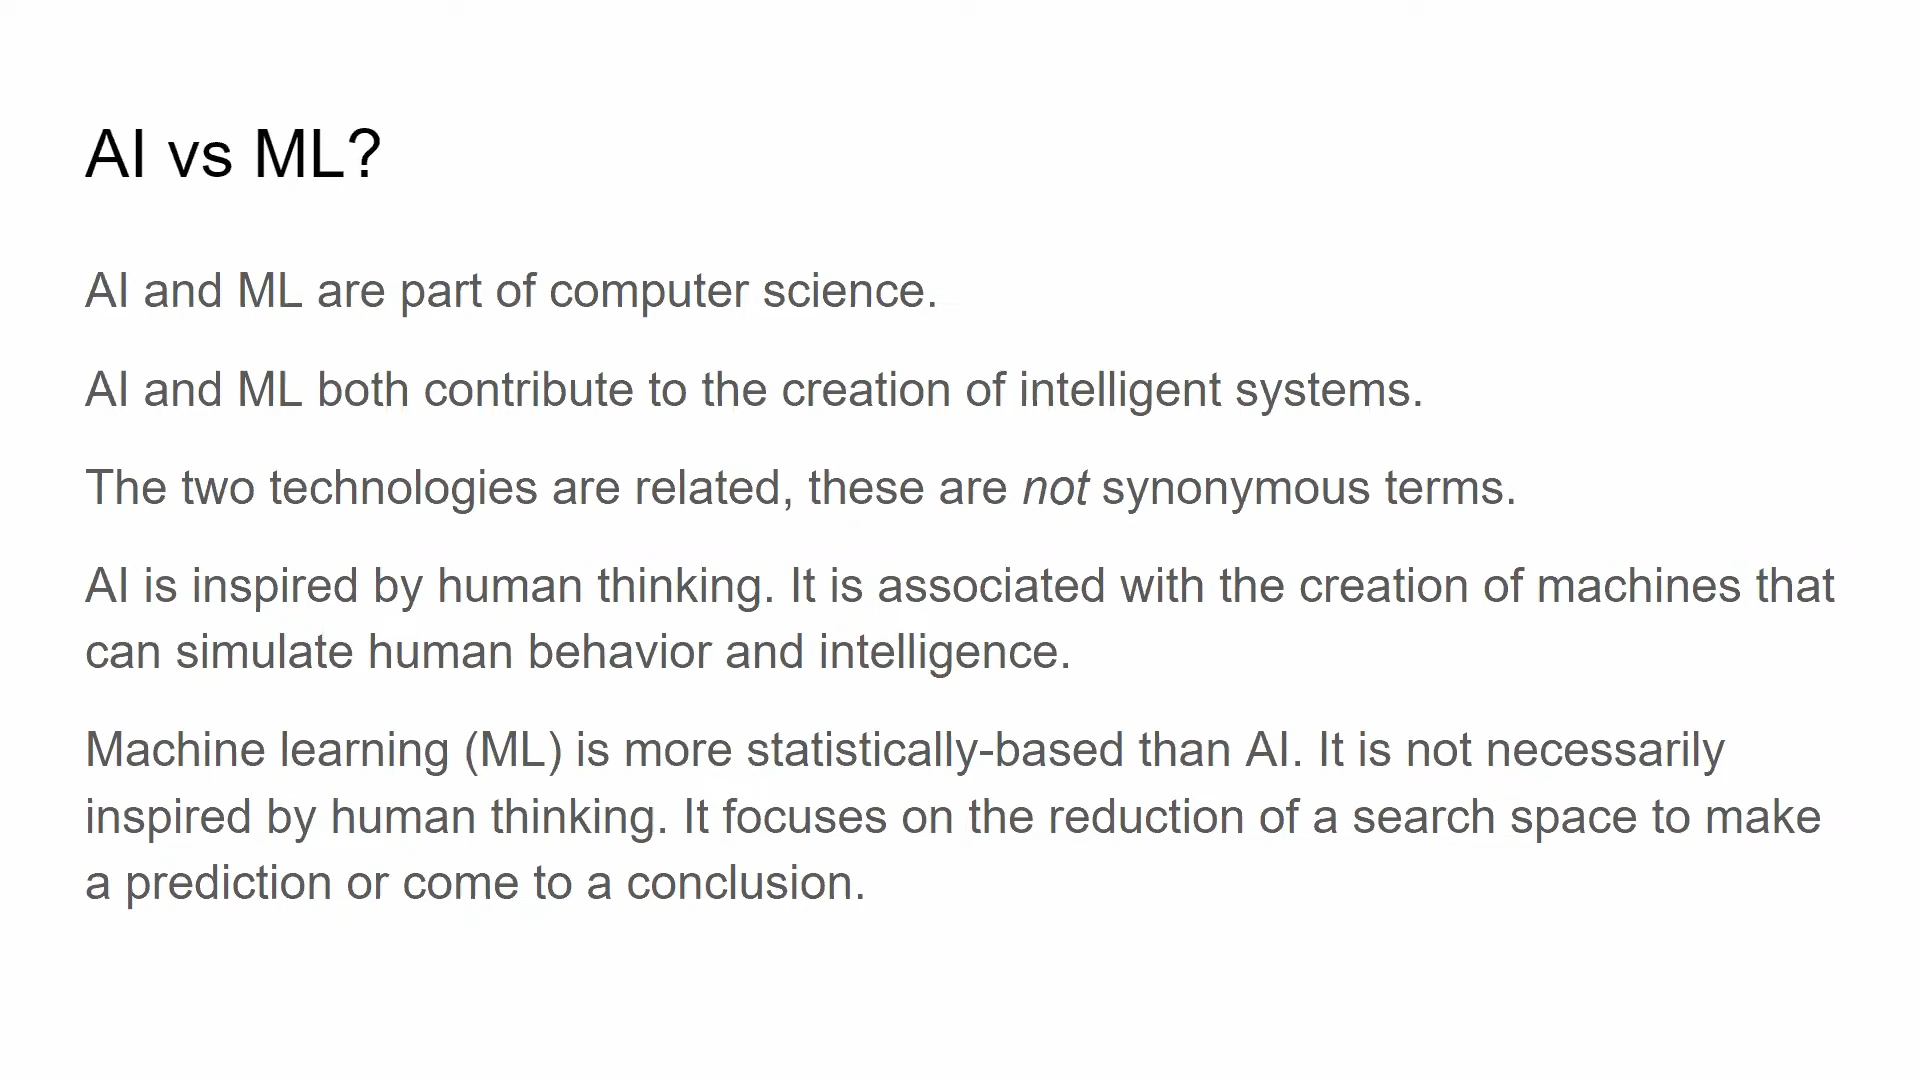 AI vs ML?
AI and ML are part of computer science.
AI and ML both contribute to the creation of intelligent systems.
The two technologies are related, these are not synonymous terms.
AI is inspired by human thinking. It is associated with the creation of machines that
can simulate human behavior and intelligence.
Machine learning (ML) is more statistically-based than AI. It is not necessarily
inspired by human thinking. It focuses on the reduction of a search space to make
a prediction or come to a conclusion.